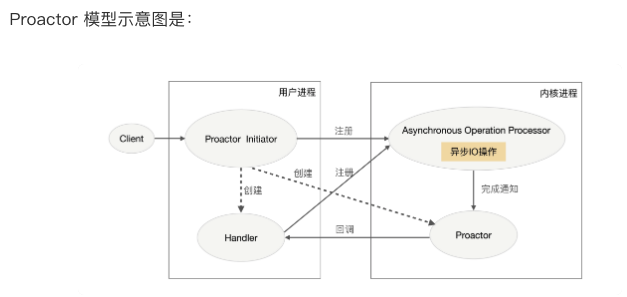 Proactor 模型示意图是：
用户进程
内核进程
Client
Proactor Initiator
注册
Asynchronous Operation Processor
异步IO操作
创建
创建
注册
完成通知
Handler
回调
Proactor